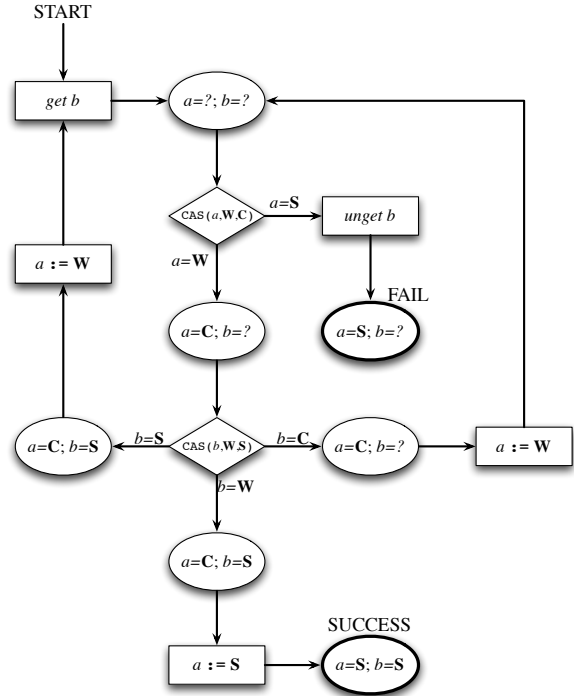 START
get b
a=?; b=?
CAS(a,W,C)
a=S
unget b
a := W
a=W
FAIL
a=C; b=?
a=S; b=?
a=C; b=S
b=S
CAS(b,W,S)
b=C
a=C; b=?
a := W
b=W
a=C; b=S
SUCCESS
a := S
a=S; b=S